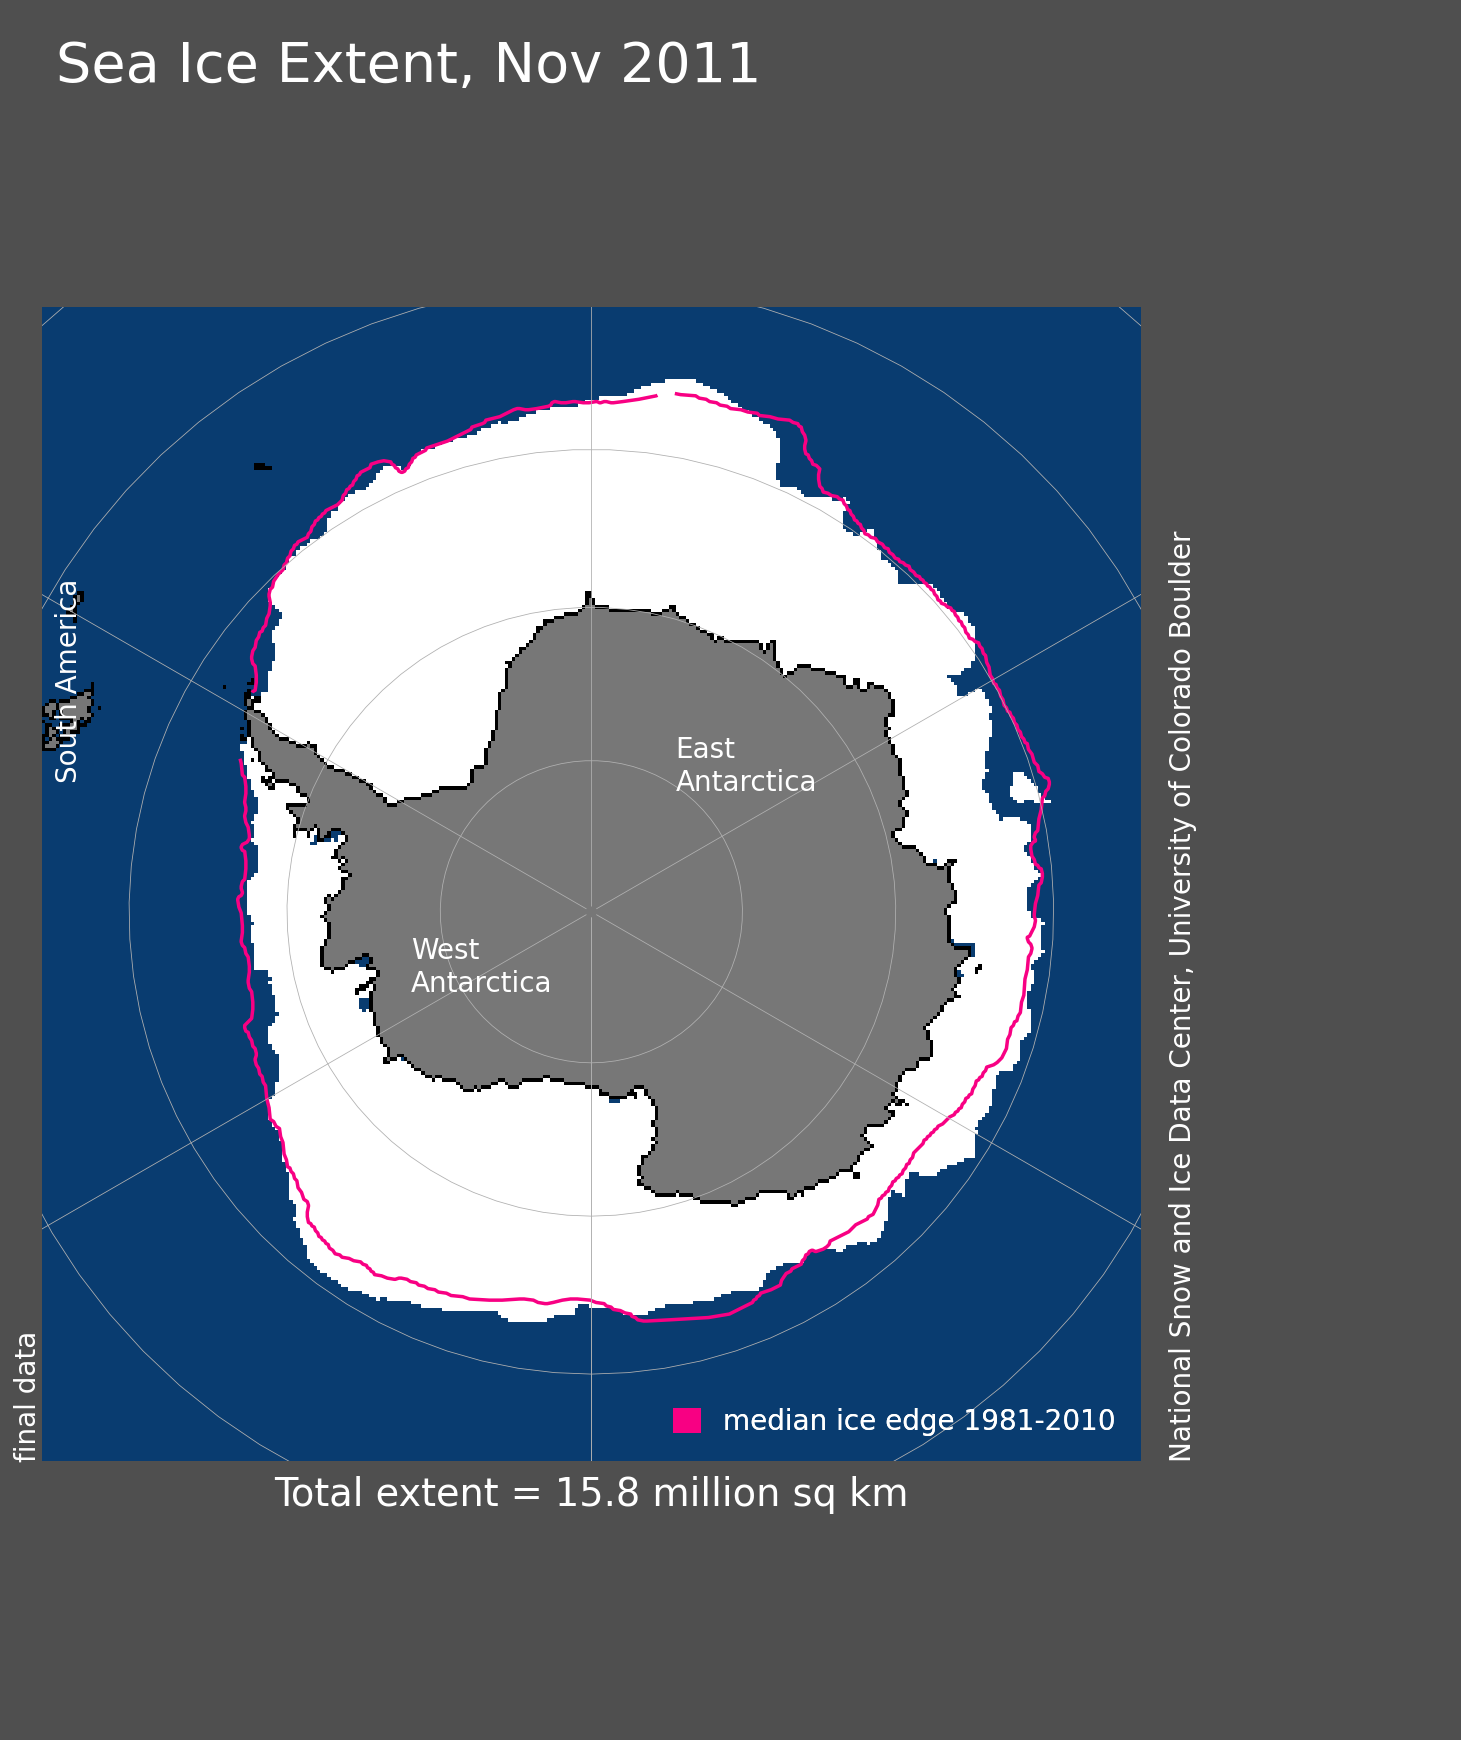 Sea Ice Extent, Nov 2011
South America
East
Antarctica
West
Antarctica
median ice edge 1981-2010
final data
National Snow and Ice Data Center, University of Colorado Boulder
Total extent = 15.8 million sq km